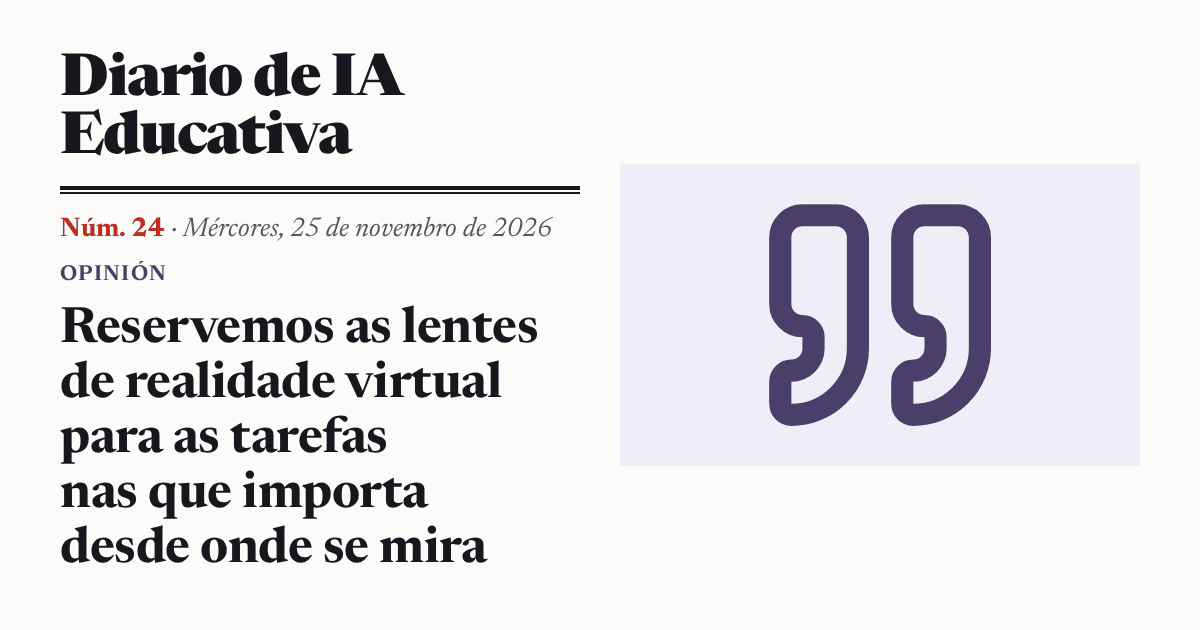 Diario de IA
Educativa
Núm. 24 · Mércores, 25 de novembro de 2026
OPINIÓN
Reservemos as lentes
de realidade virtual
para as tarefas
nas que importa
desde onde se mira